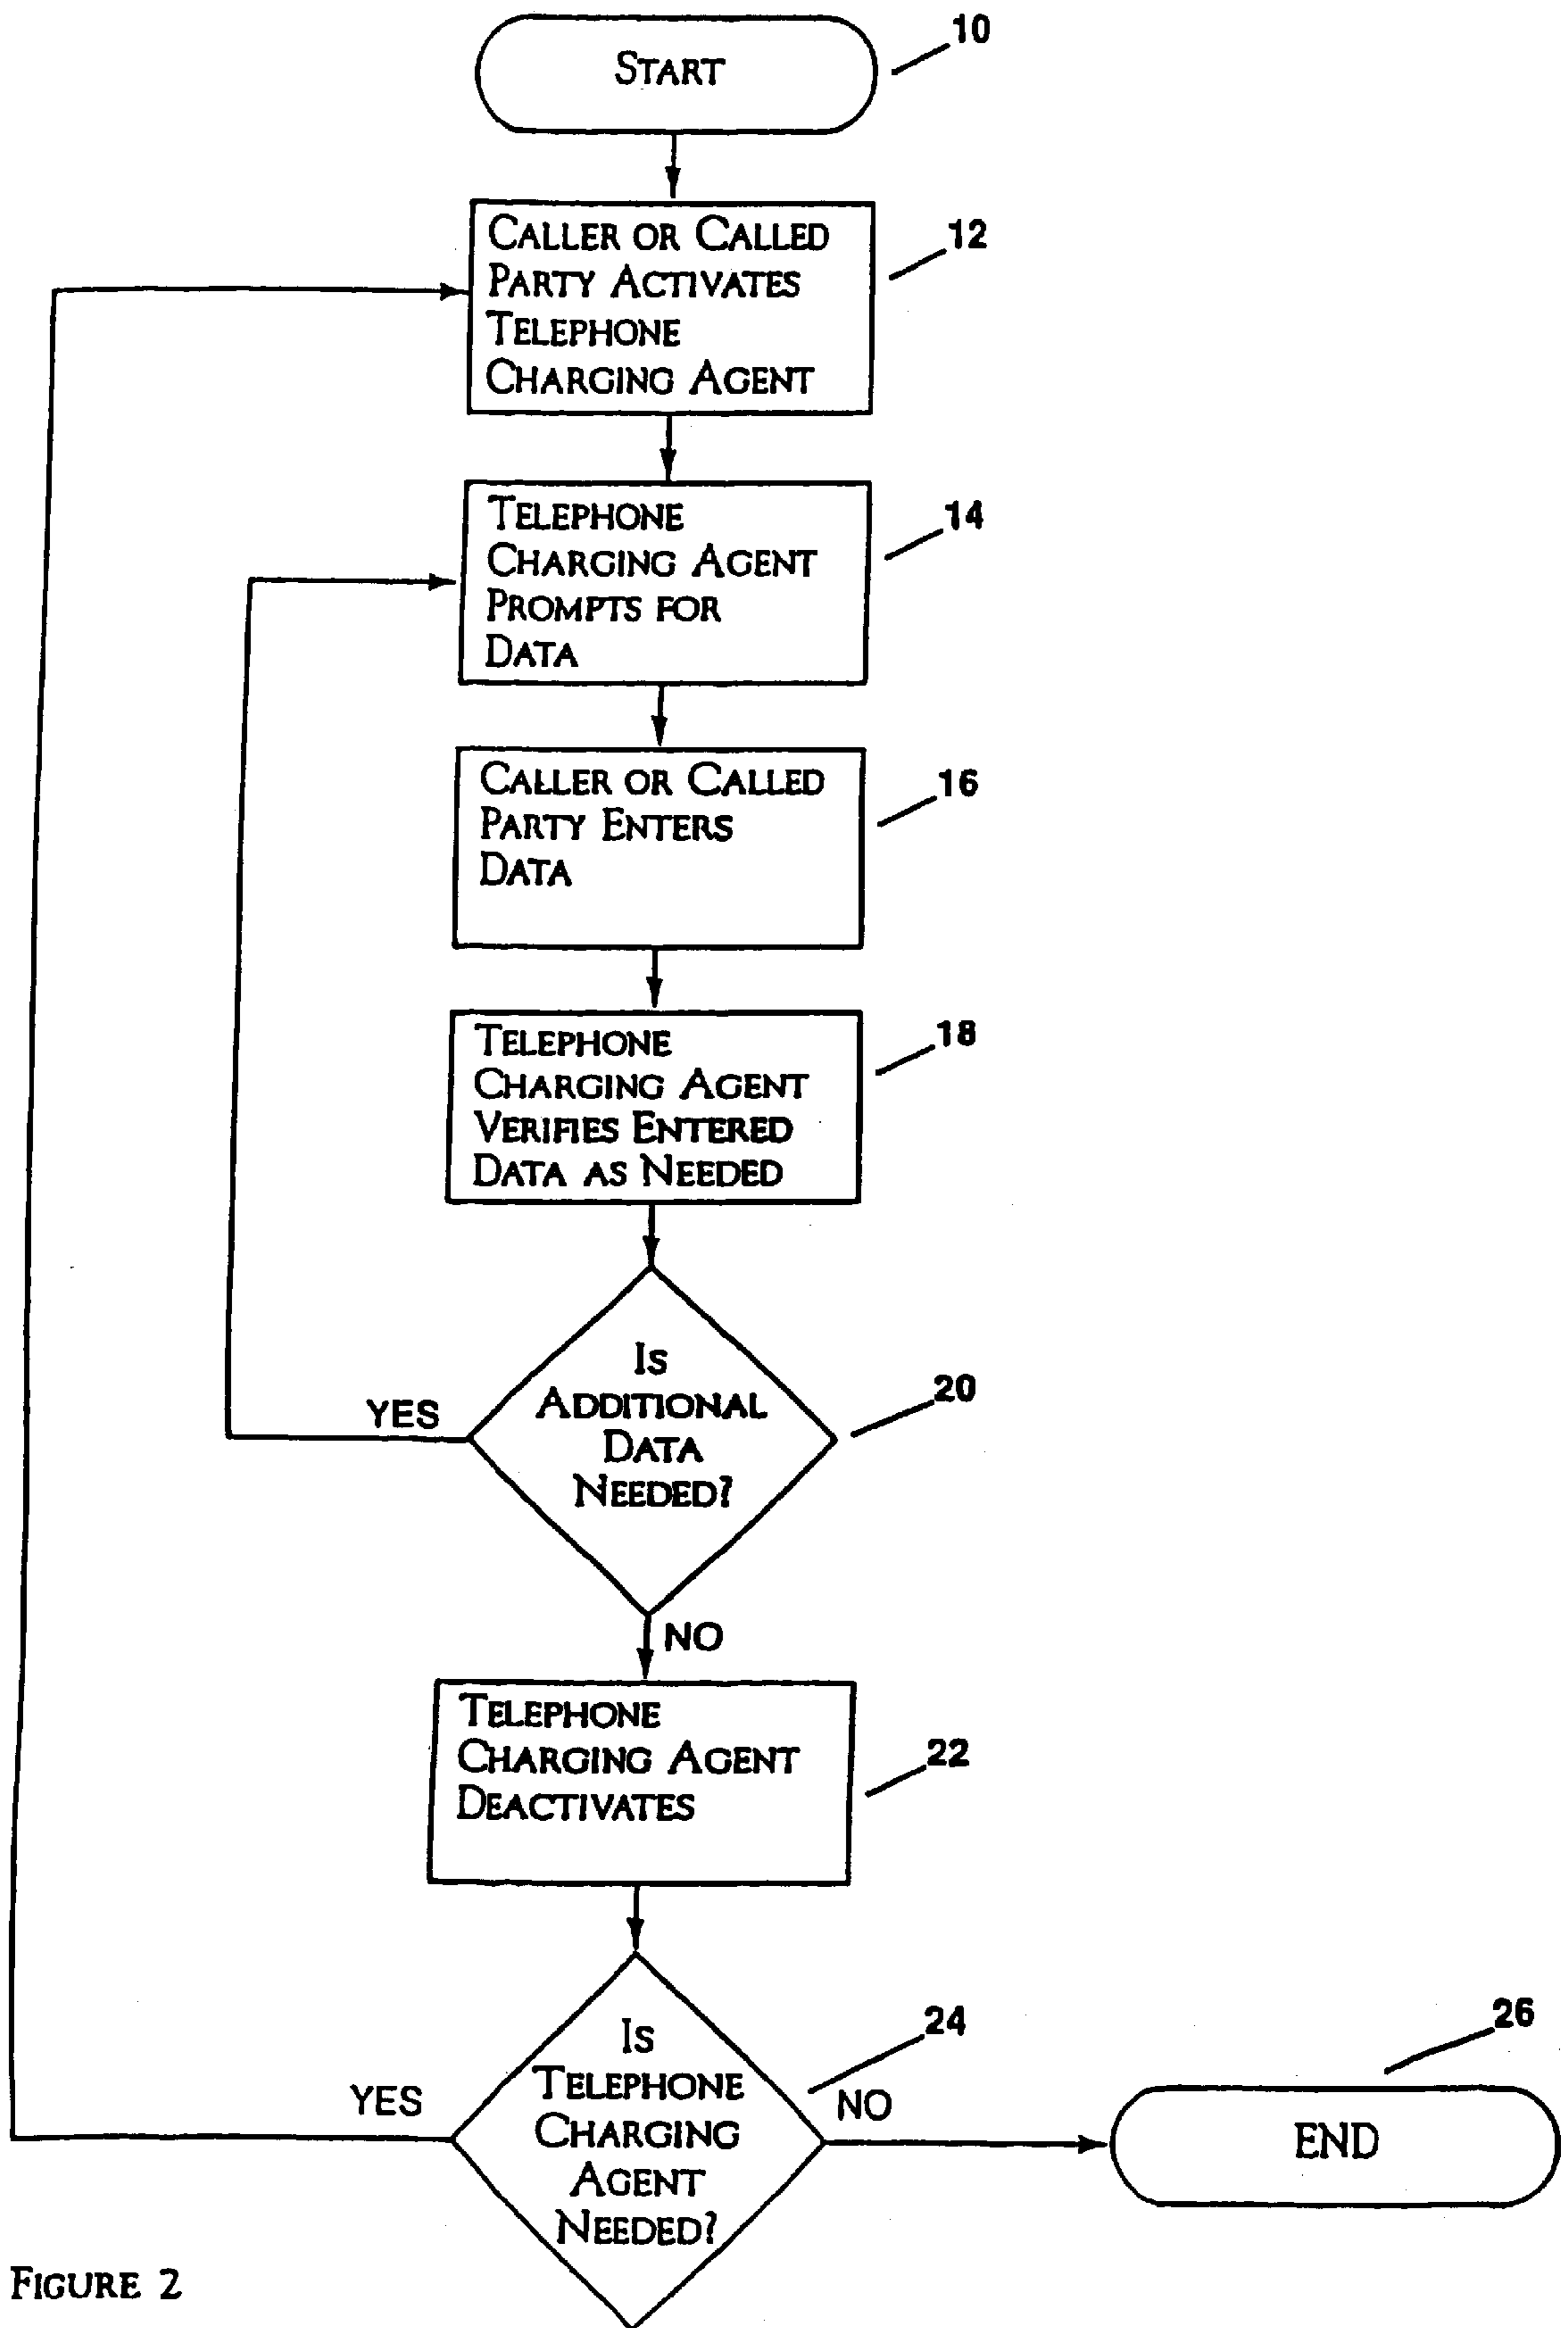 START
10
CALLER OR CALLED
PARTY ACTIVATES
TELEPHONE
CHARGING AGENT
12
TELEPHONE
CHARGING AGENT
PROMPTS FOR
DATA
14
CALLER OR CALLED
PARTY ENTERS
DATA
16
TELEPHONE
CHARGING AGENT
VERIFIES ENTERED
DATA AS NEEDED
18
IS
ADDITIONAL
DATA
NEEDED?
20
YES
NO
TELEPHONE
CHARGING AGENT
DEACTIVATES
22
IS
TELEPHONE
CHARGING
AGENT
NEEDED?
24
YES
NO
END
26
FIGURE 2